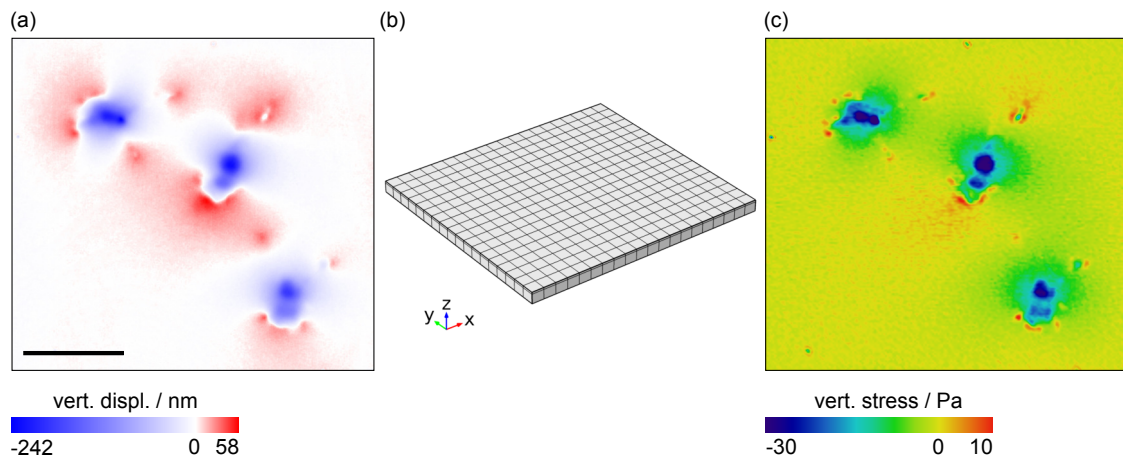 (a)
(b)
(c)
z
y
x
vert. displ. / nm
-242
0
58
vert. stress / Pa
-30
0
10